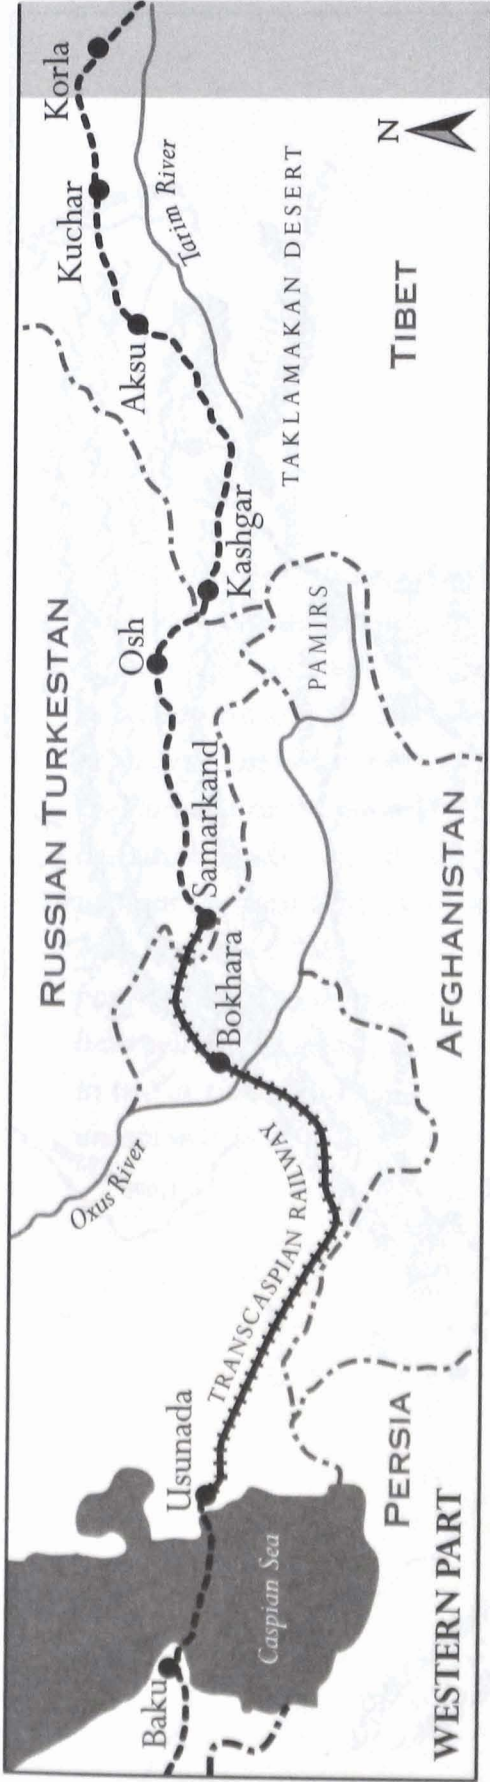 Korla
Kuchar
Aksu
Tarim River
N
TAKLAMAKAN DESERT
TIBET
Kashgar
Osh
PAMIRS
RUSSIAN TURKESTAN
Samarkand
Bokhara
AFGHANISTAN
Oxus River
TRANSCASPIAN RAILWAY
Usunada
PERSIA
Caspian Sea
Baku
WESTERN PART